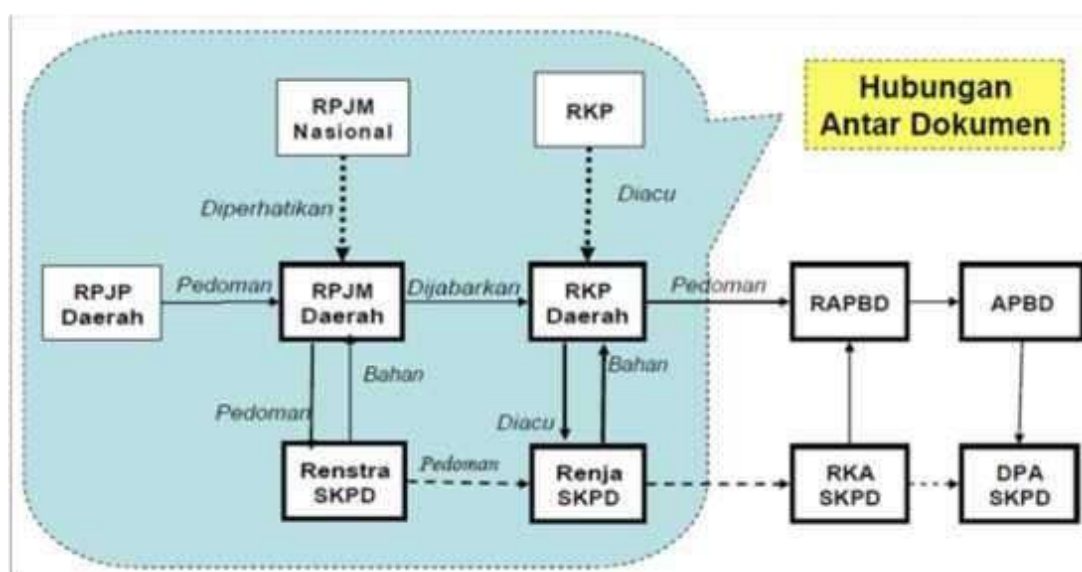 Hubungan
Antar Dokumen
RPJM
Nasional
RKP
Diperhatikan
Diacu
RPJP
Daerah
Pedoman
RPJM
Daerah
Dijabarkan
RKP
Daerah
Pedoman
RAPBD
APBD
Pedoman
Bahan
Diacu
Bahan
Renstra
SKPD
Pedoman
Renja
SKPD
RKA
SKPD
DPA
SKPD